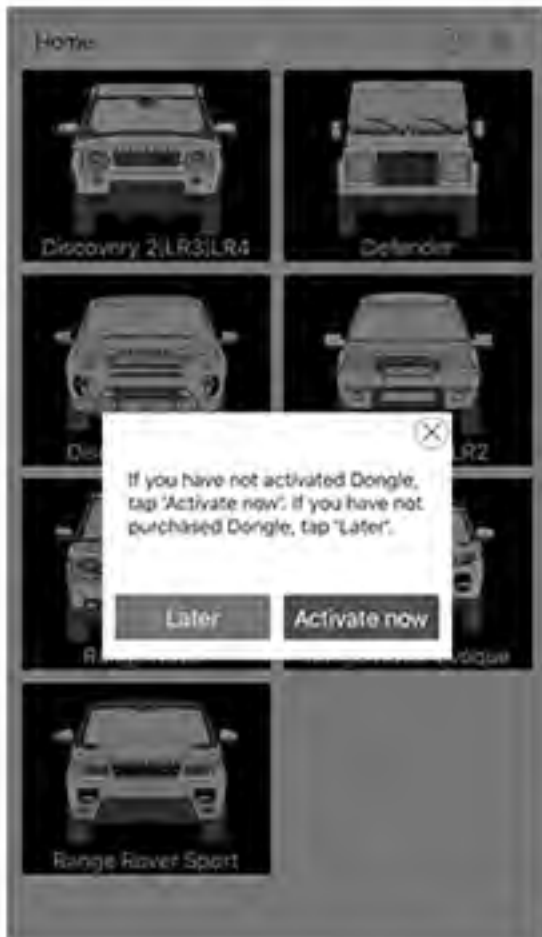 Home
Discovery 2|LR3|LR4
Defender
LR2
If you have not activated Dongle,
tap "Activate now". If you have not
purchased Dongle, tap "Later".
Later
Activate now
Range Rover Sport